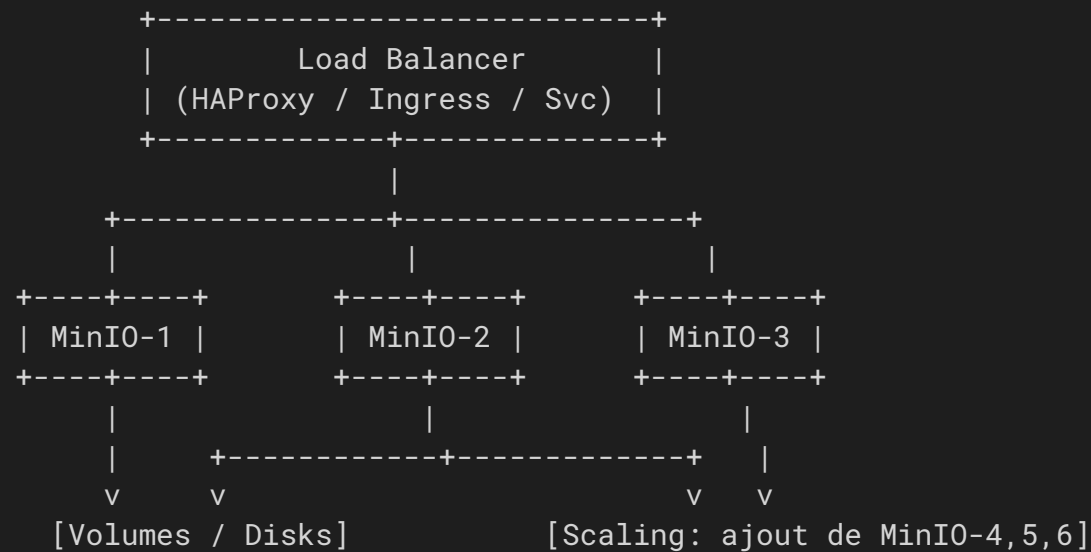 Load Balancer
(HAProxy / Ingress / Svc)
MinIO-1 MinIO-2 MinIO-3
[Volumes / Disks] [Scaling: ajout de MinIO-4,5,6]